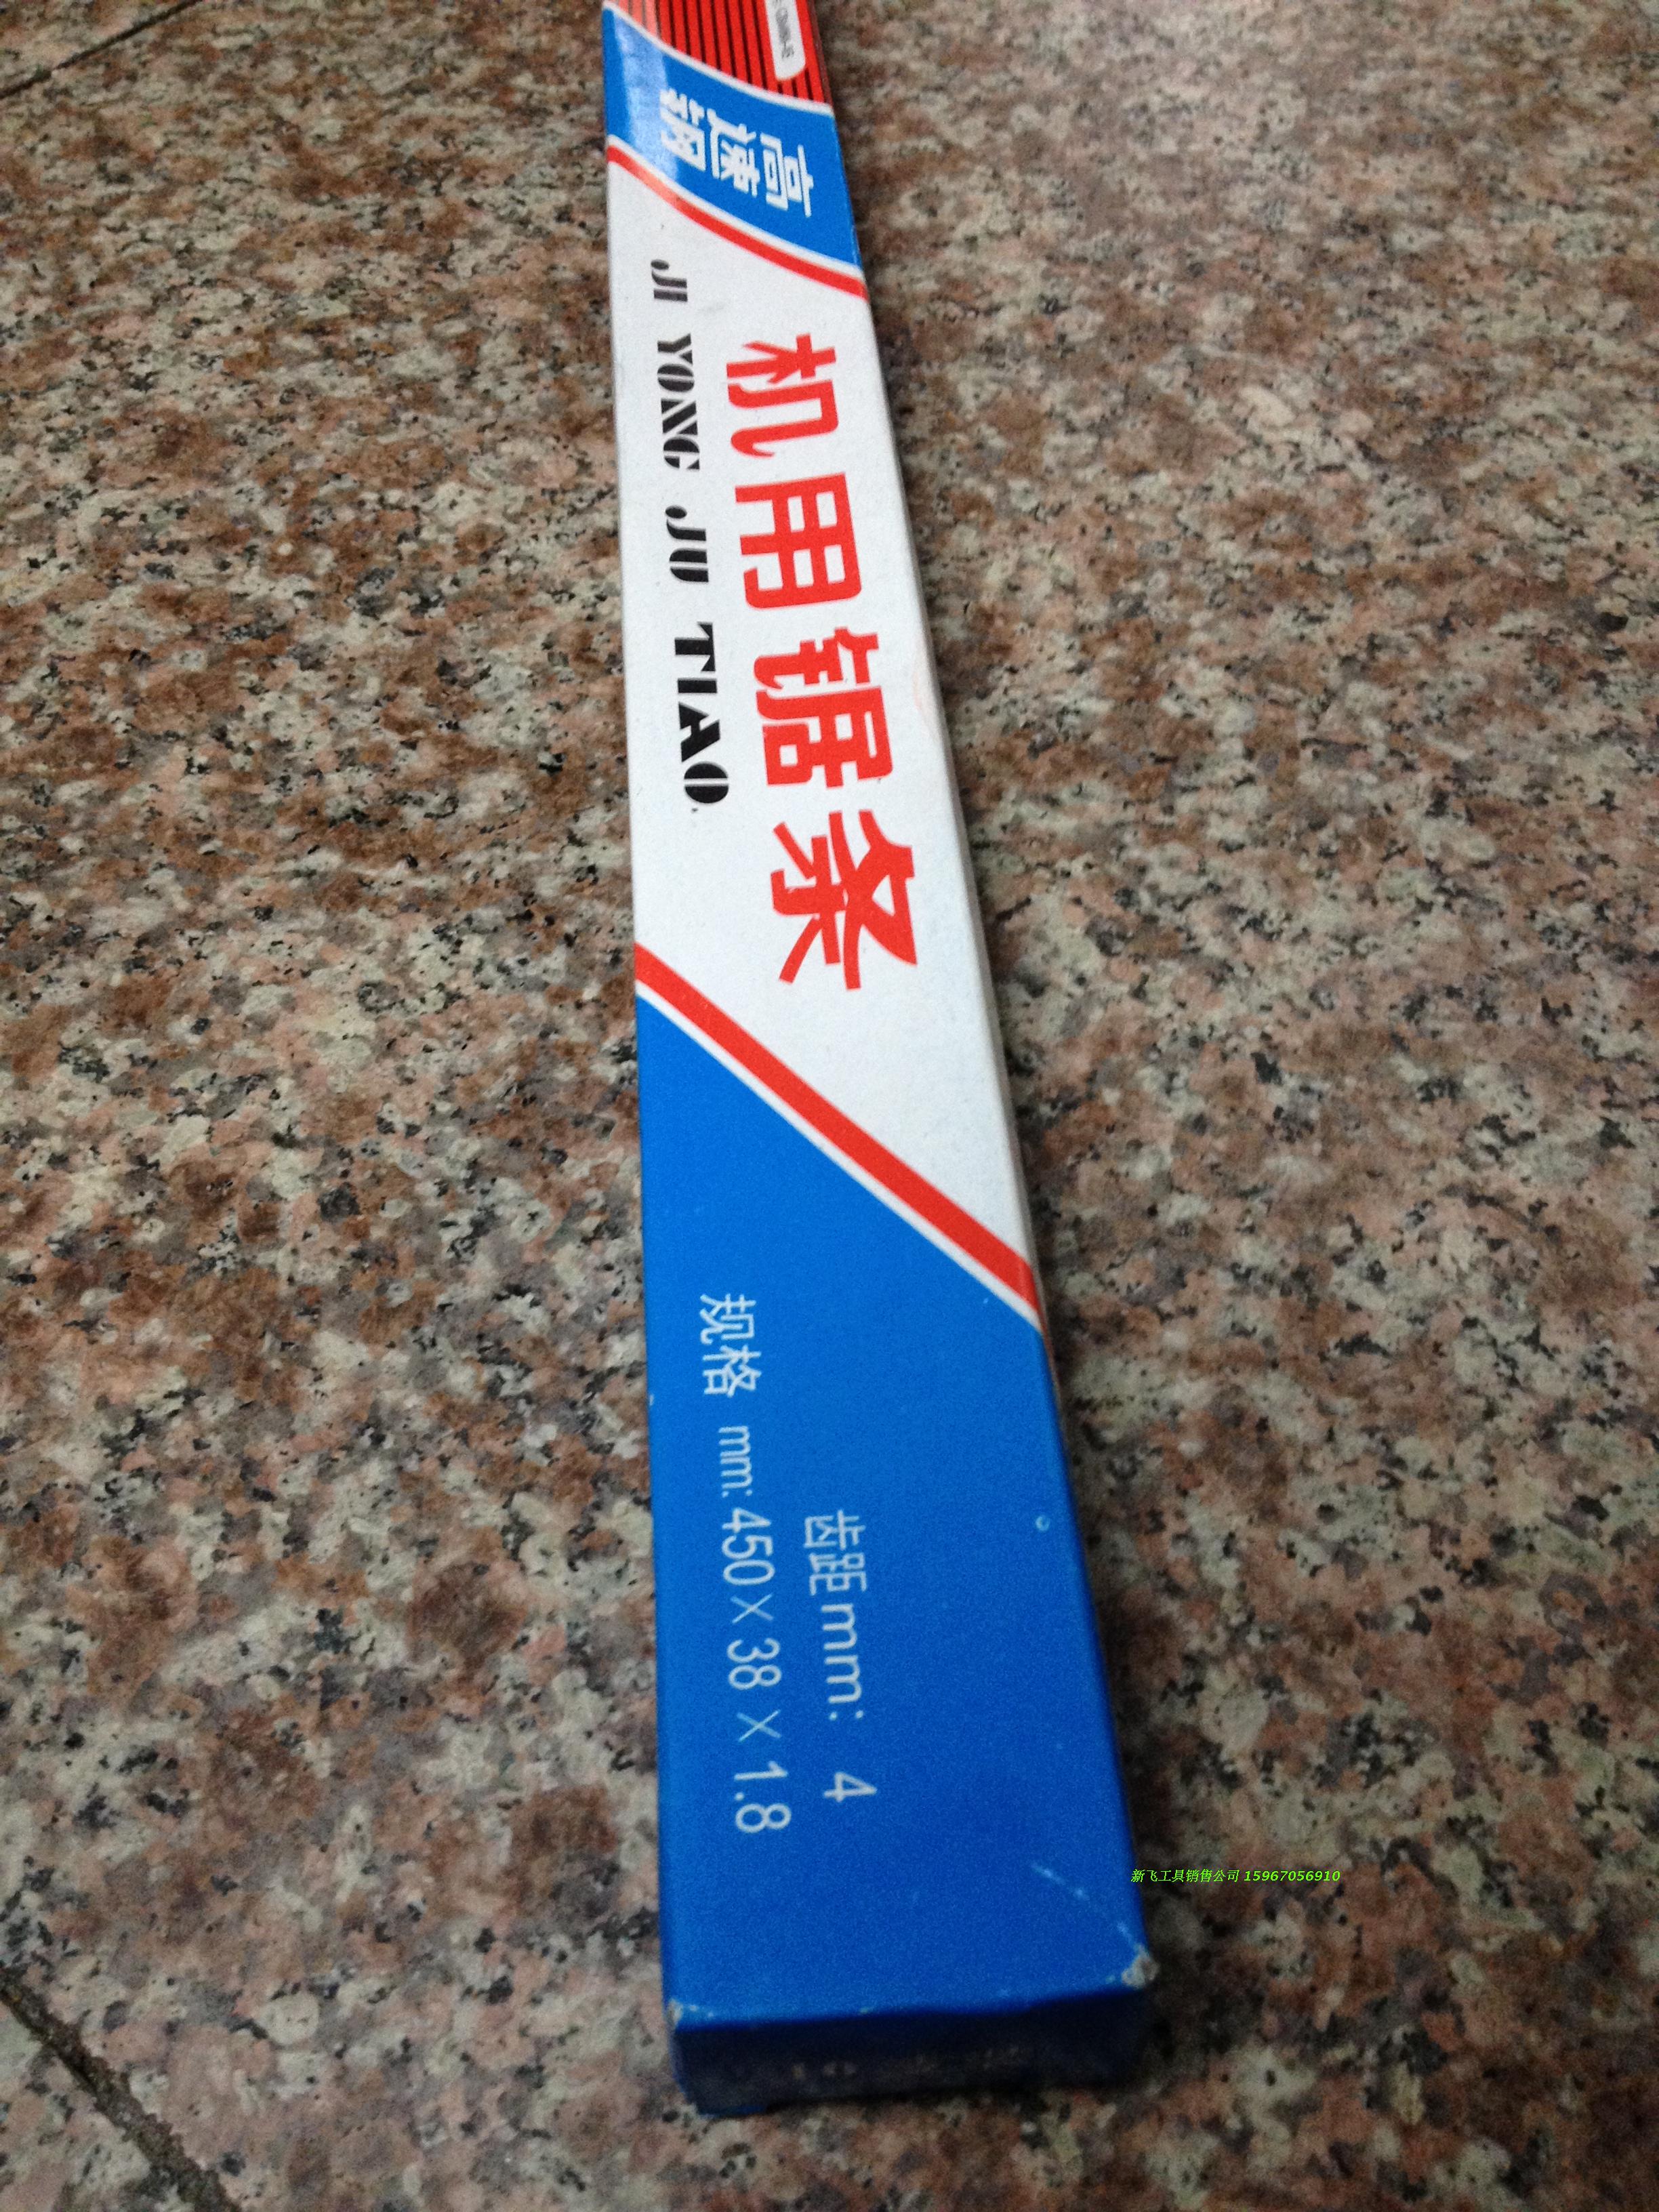 高速钢
机用锯条
JI YONG JU TIAO
齿距mm: 4
规格 mm:450×38×1.8
新飞工具销售公司 15967056910